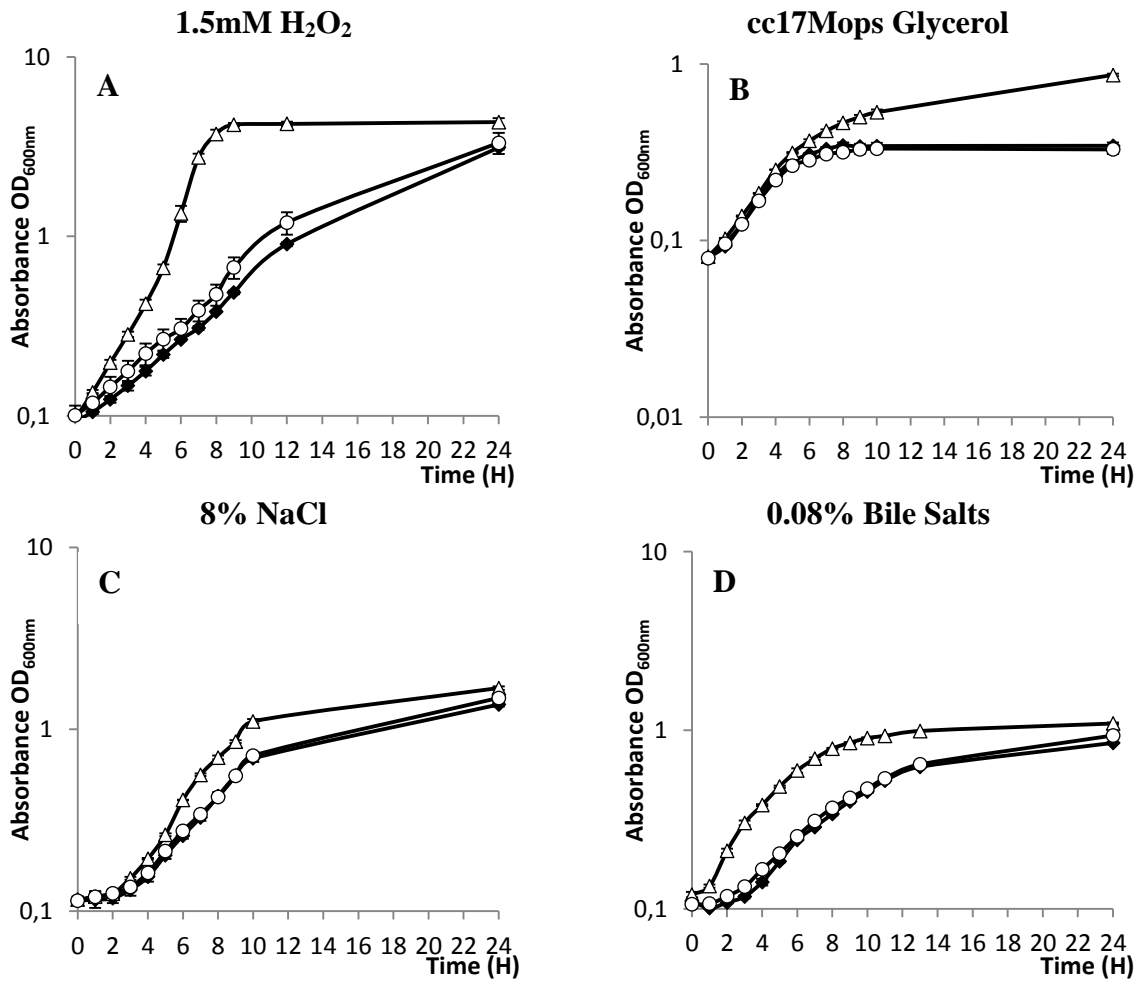 1.5mM H₂O₂
A
Absorbance OD₆₀₀nm
10
1
0,1
0 2 4 6 8 10 12 14 16 18 20 22 24
Time (H)
cc17Mops Glycerol
B
Absorbance OD₆₀₀nm
1
0,1
0,01
0 2 4 6 8 10 12 14 16 18 20 22 24
Time (H)
8% NaCl
C
Absorbance OD₆₀₀nm
10
1
0,1
0 2 4 6 8 10 12 14 16 18 20 22 24
Time (H)
0.08% Bile Salts
D
Absorbance OD₆₀₀nm
10
1
0,1
0 2 4 6 8 10 12 14 16 18 20 22 24
Time (H)